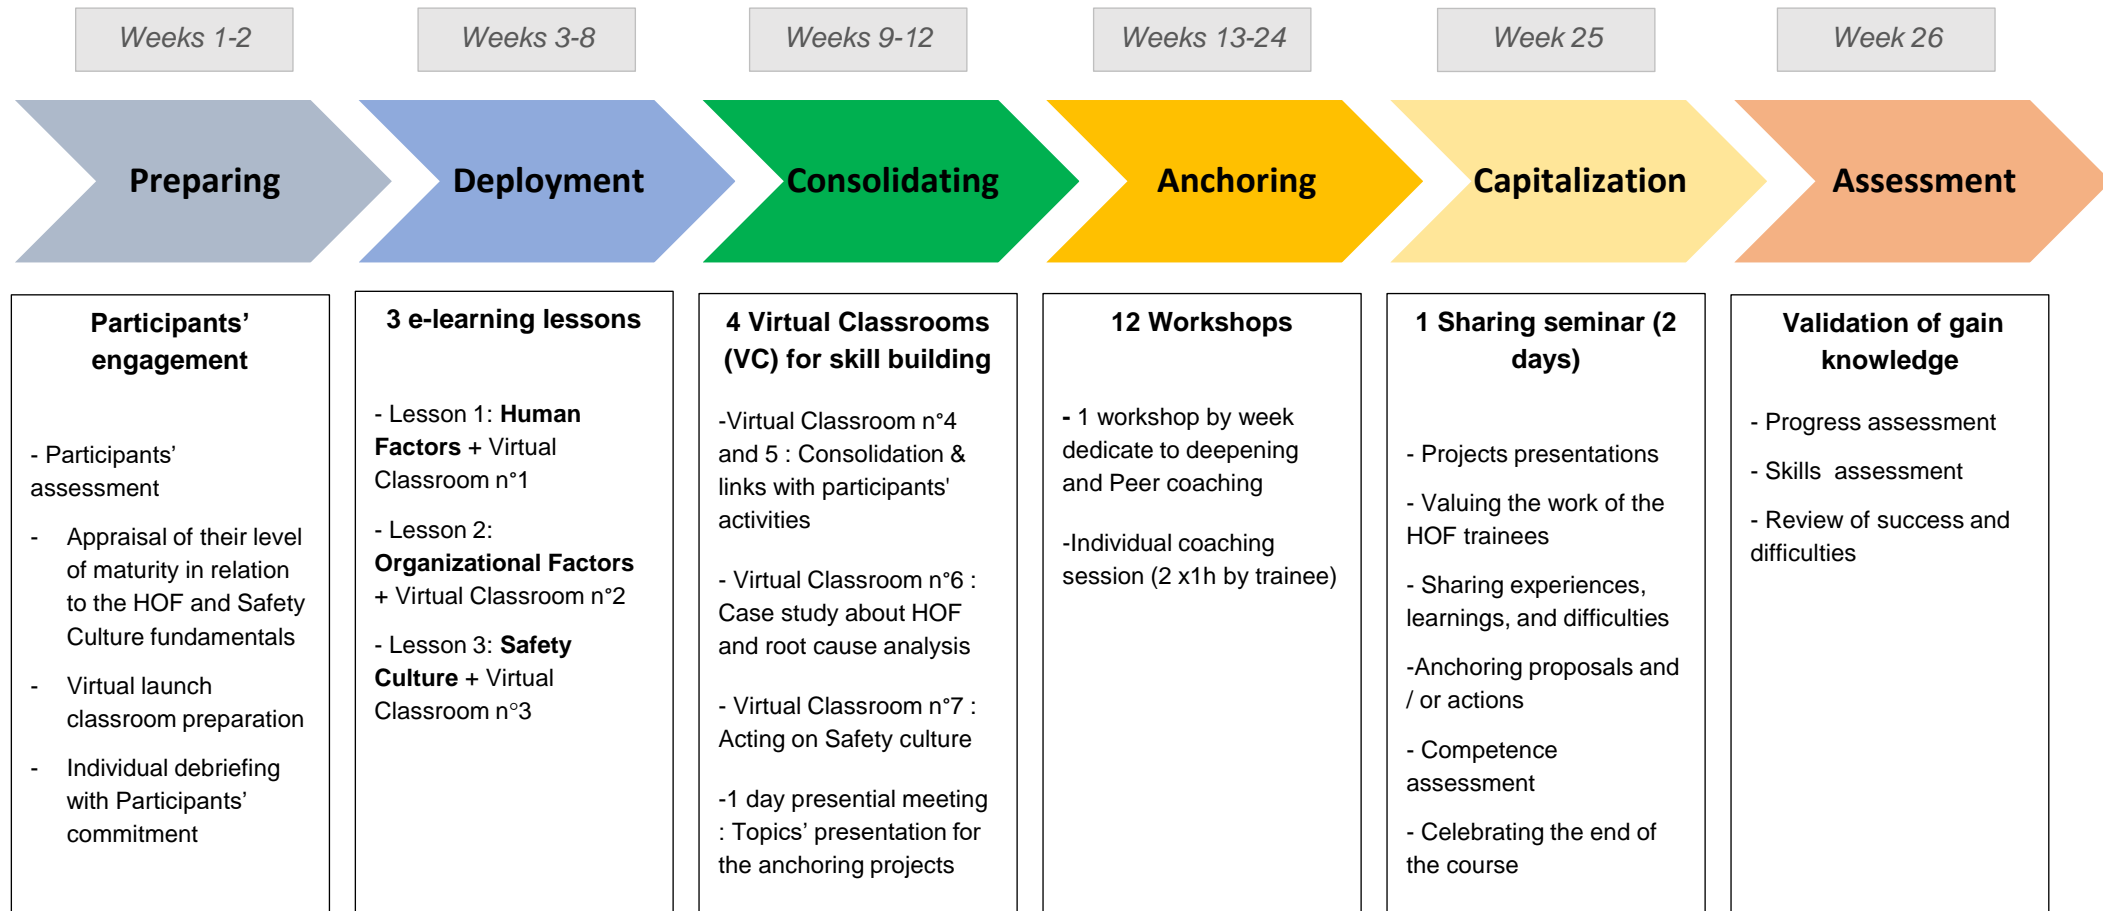 Weeks 1-2
Weeks 3-8
Weeks 9-12
Weeks 13-24
Week 25
Week 26
Preparing
Deployment
Consolidating
Anchoring
Capitalization
Assessment
Participants’
engagement
- Participants’
assessment
- Appraisal of their level
of maturity in relation
to the HOF and Safety
Culture fundamentals
- Virtual launch
classroom preparation
- Individual debriefing
with Participants’
commitment
3 e-learning lessons
- Lesson 1: Human
Factors + Virtual
Classroom n°1
- Lesson 2:
Organizational Factors
+ Virtual Classroom n°2
- Lesson 3: Safety
Culture + Virtual
Classroom n°3
4 Virtual Classrooms
(VC) for skill building
-Virtual Classroom n°4
and 5 : Consolidation &
links with participants'
activities
- Virtual Classroom n°6 :
Case study about HOF
and root cause analysis
- Virtual Classroom n°7 :
Acting on Safety culture
-1 day presential meeting
: Topics’ presentation for
the anchoring projects
12 Workshops
- 1 workshop by week
dedicate to deepening
and Peer coaching
-Individual coaching
session (2 x1h by trainee)
1 Sharing seminar (2
days)
- Projects presentations
- Valuing the work of the
HOF trainees
- Sharing experiences,
learnings, and difficulties
-Anchoring proposals and
/ or actions
- Competence
assessment
- Celebrating the end of
the course
Validation of gain
knowledge
- Progress assessment
- Skills assessment
- Review of success and
difficulties